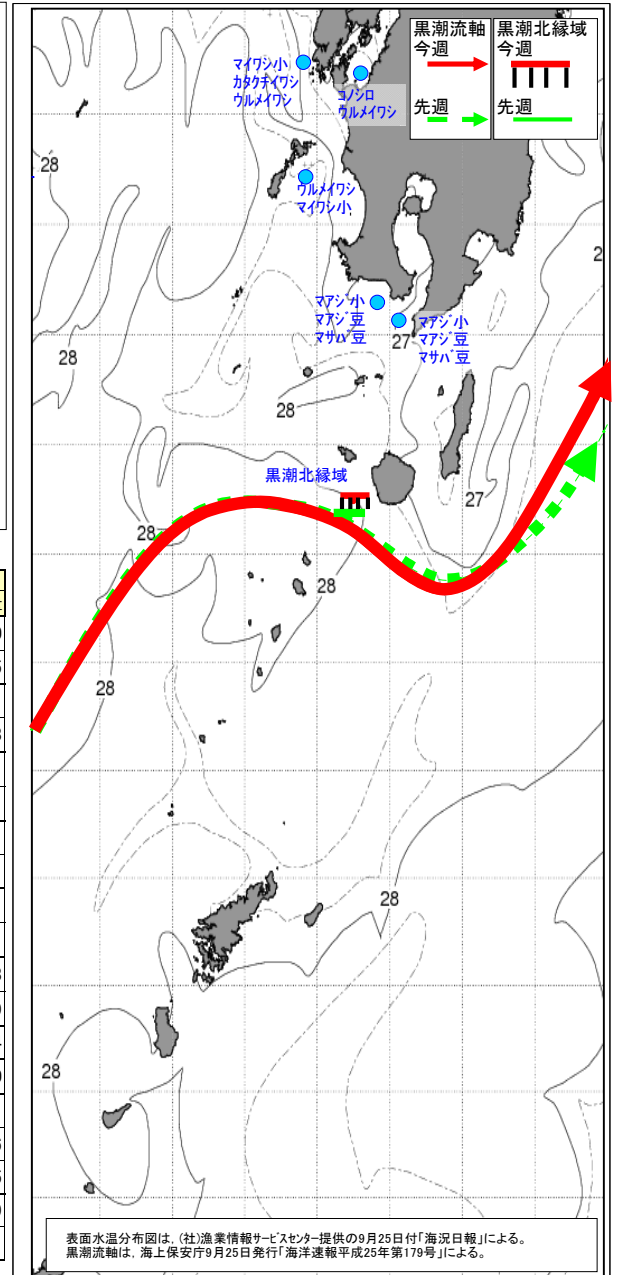 黒潮流軸
今週
先週
黒潮北縁域
今週
先週
マイワシ小
カタクチイワシ
ウルメイワシ
コノシロ
ウルメイワシ
28
ウルメイワシ
マイワシ小
2
マアジ小
マアジ豆
マサバ豆
マアジ小
マアジ豆
マサバ豆
27
28
28
黒潮北縁域
27
28
28
28
28
28
表面水温分布図は,(社)漁業情報サービスセンター提供の9月25日付「海況日報」による。
黒潮流軸は,海上保安庁9月25日発行「海洋速報平成25年第179号」による。